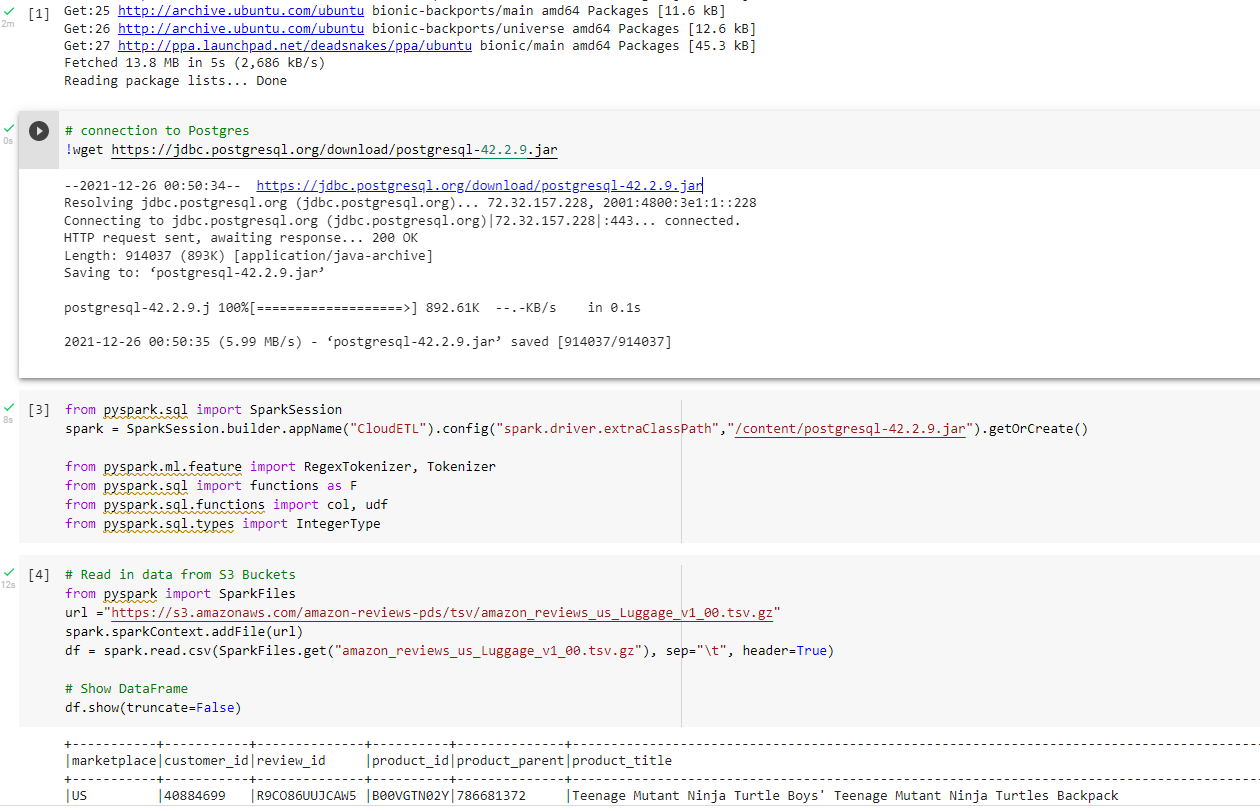 [1] Get:25 http://archive.ubuntu.com/ubuntu bionic-backports/main amd64 Packages [11.6 kB]
2m Get:26 http://archive.ubuntu.com/ubuntu bionic-backports/universe amd64 Packages [12.6 kB]
Get:27 http://ppa.launchpad.net/deadsnakes/ppa/ubuntu bionic/main amd64 Packages [45.3 kB]
Fetched 13.8 MB in 5s (2,686 kB/s)
Reading package lists... Done
# connection to Postgres
0s !wget https://jdbc.postgresql.org/download/postgresql-42.2.9.jar
--2021-12-26 00:50:34--  https://jdbc.postgresql.org/download/postgresql-42.2.9.jar
Resolving jdbc.postgresql.org (jdbc.postgresql.org)... 72.32.157.228, 2001:4800:3e1:1::228
Connecting to jdbc.postgresql.org (jdbc.postgresql.org)|72.32.157.228|:443... connected.
HTTP request sent, awaiting response... 200 OK
Length: 914037 (893K) [application/java-archive]
Saving to: ‘postgresql-42.2.9.jar’
postgresql-42.2.9.j 100%[===================>] 892.61K  --.-KB/s    in 0.1s
2021-12-26 00:50:35 (5.99 MB/s) - ‘postgresql-42.2.9.jar’ saved [914037/914037]
[3] from pyspark.sql import SparkSession
8s spark = SparkSession.builder.appName("CloudETL").config("spark.driver.extraClassPath","/content/postgresql-42.2.9.jar").getOrCreate()
from pyspark.ml.feature import RegexTokenizer, Tokenizer
from pyspark.sql import functions as F
from pyspark.sql.functions import col, udf
from pyspark.sql.types import IntegerType
[4] # Read in data from S3 Buckets
12s from pyspark import SparkFiles
url ="https://s3.amazonaws.com/amazon-reviews-pds/tsv/amazon_reviews_us_Luggage_v1_00.tsv.gz"
spark.sparkContext.addFile(url)
df = spark.read.csv(SparkFiles.get("amazon_reviews_us_Luggage_v1_00.tsv.gz"), sep="\t", header=True)
# Show DataFrame
df.show(truncate=False)
|marketplace|customer_id|review_id     |product_id|product_parent|product_title
|US         |40884699   |R9CO86UUJCAW5 |B00VGTN02Y|786681372     |Teenage Mutant Ninja Turtle Boys' Teenage Mutant Ninja Turtles Backpack